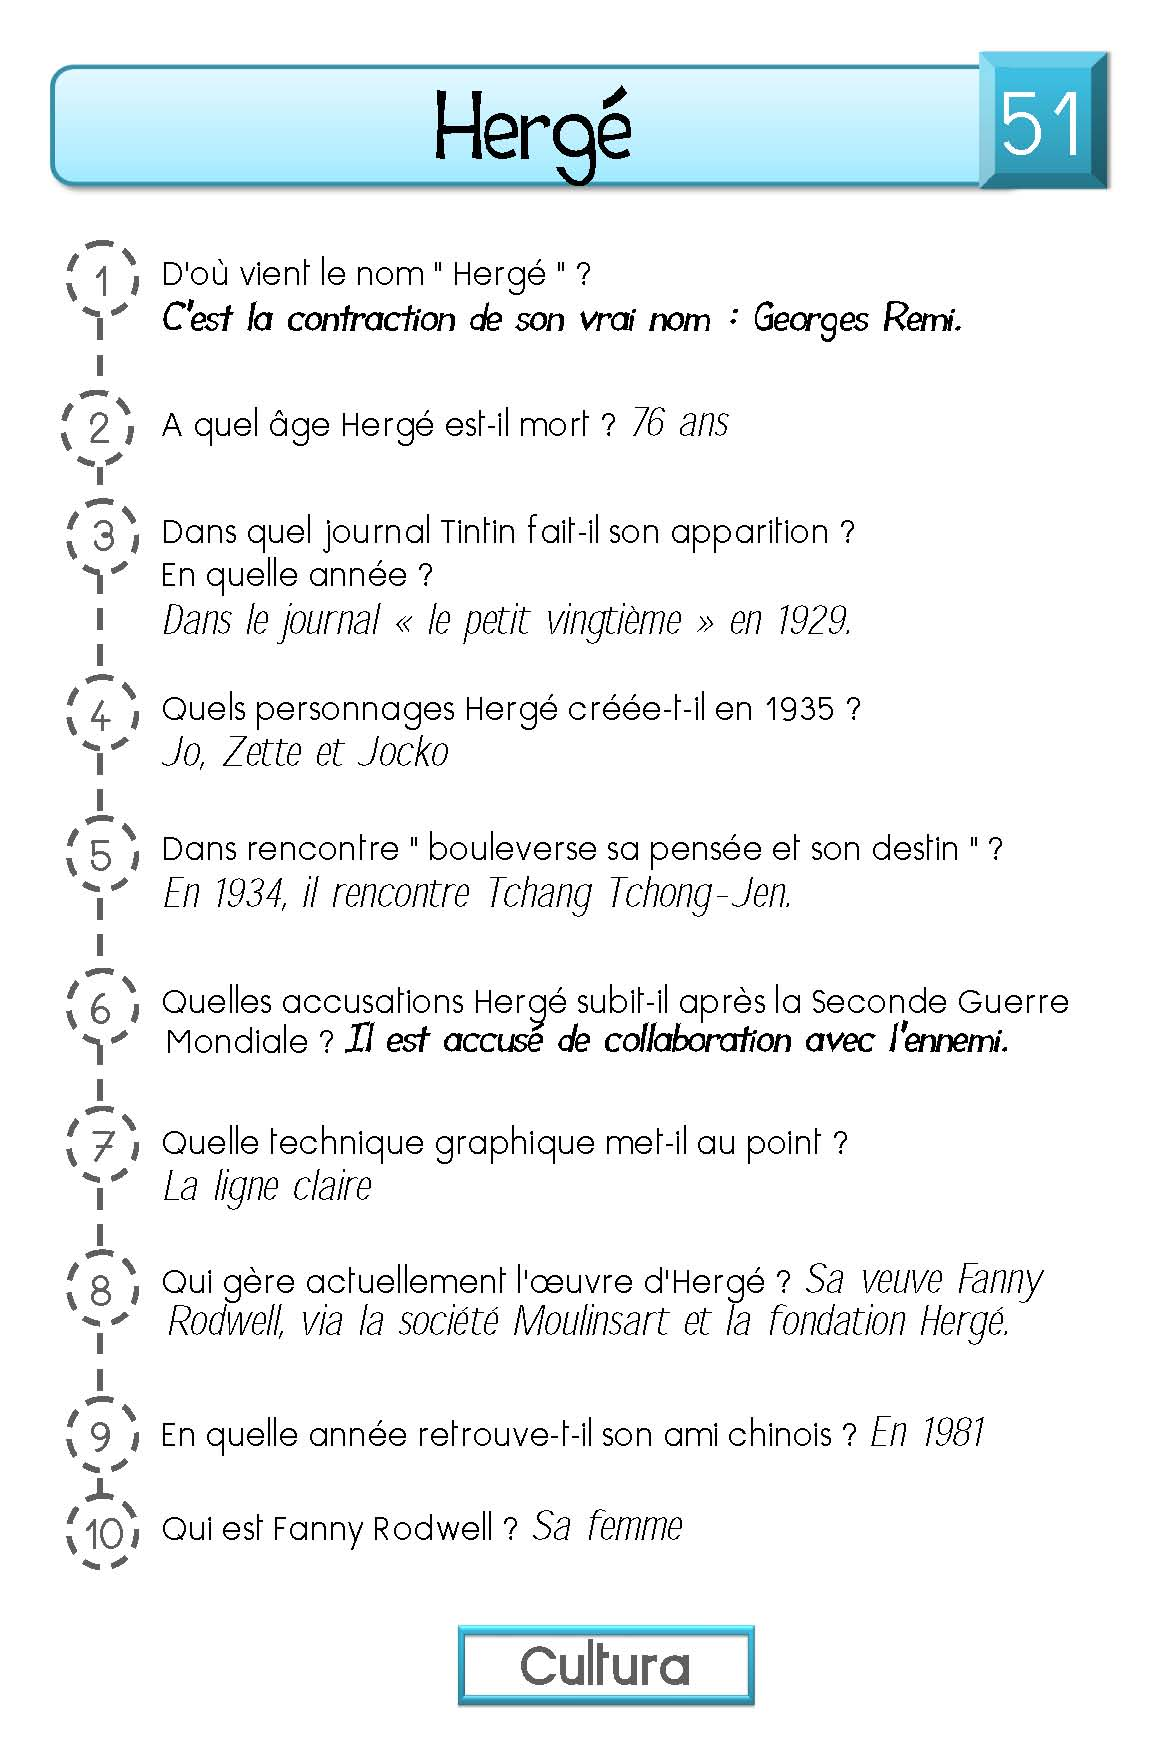 Hergé
51
1
D'où vient le nom " Hergé " ?
C'est la contraction de son vrai nom : Georges Remi.
2
A quel âge Hergé est-il mort ? 76 ans
3
Dans quel journal Tintin fait-il son apparition ?
En quelle année ?
Dans le journal « le petit vingtième » en 1929.
4
Quels personnages Hergé créée-t-il en 1935 ?
Jo, Zette et Jocko
5
Dans rencontre " bouleverse sa pensée et son destin " ?
En 1934, il rencontre Tchang Tchong-Jen.
6
Quelles accusations Hergé subit-il après la Seconde Guerre
Mondiale ? Il est accusé de collaboration avec l'ennemi.
7
Quelle technique graphique met-il au point ?
La ligne claire
8
Qui gère actuellement l'œuvre d'Hergé ? Sa veuve Fanny
Rodwell, via la société Moulinsart et la fondation Hergé.
9
En quelle année retrouve-t-il son ami chinois ? En 1981
10
Qui est Fanny Rodwell ? Sa femme
Cultura